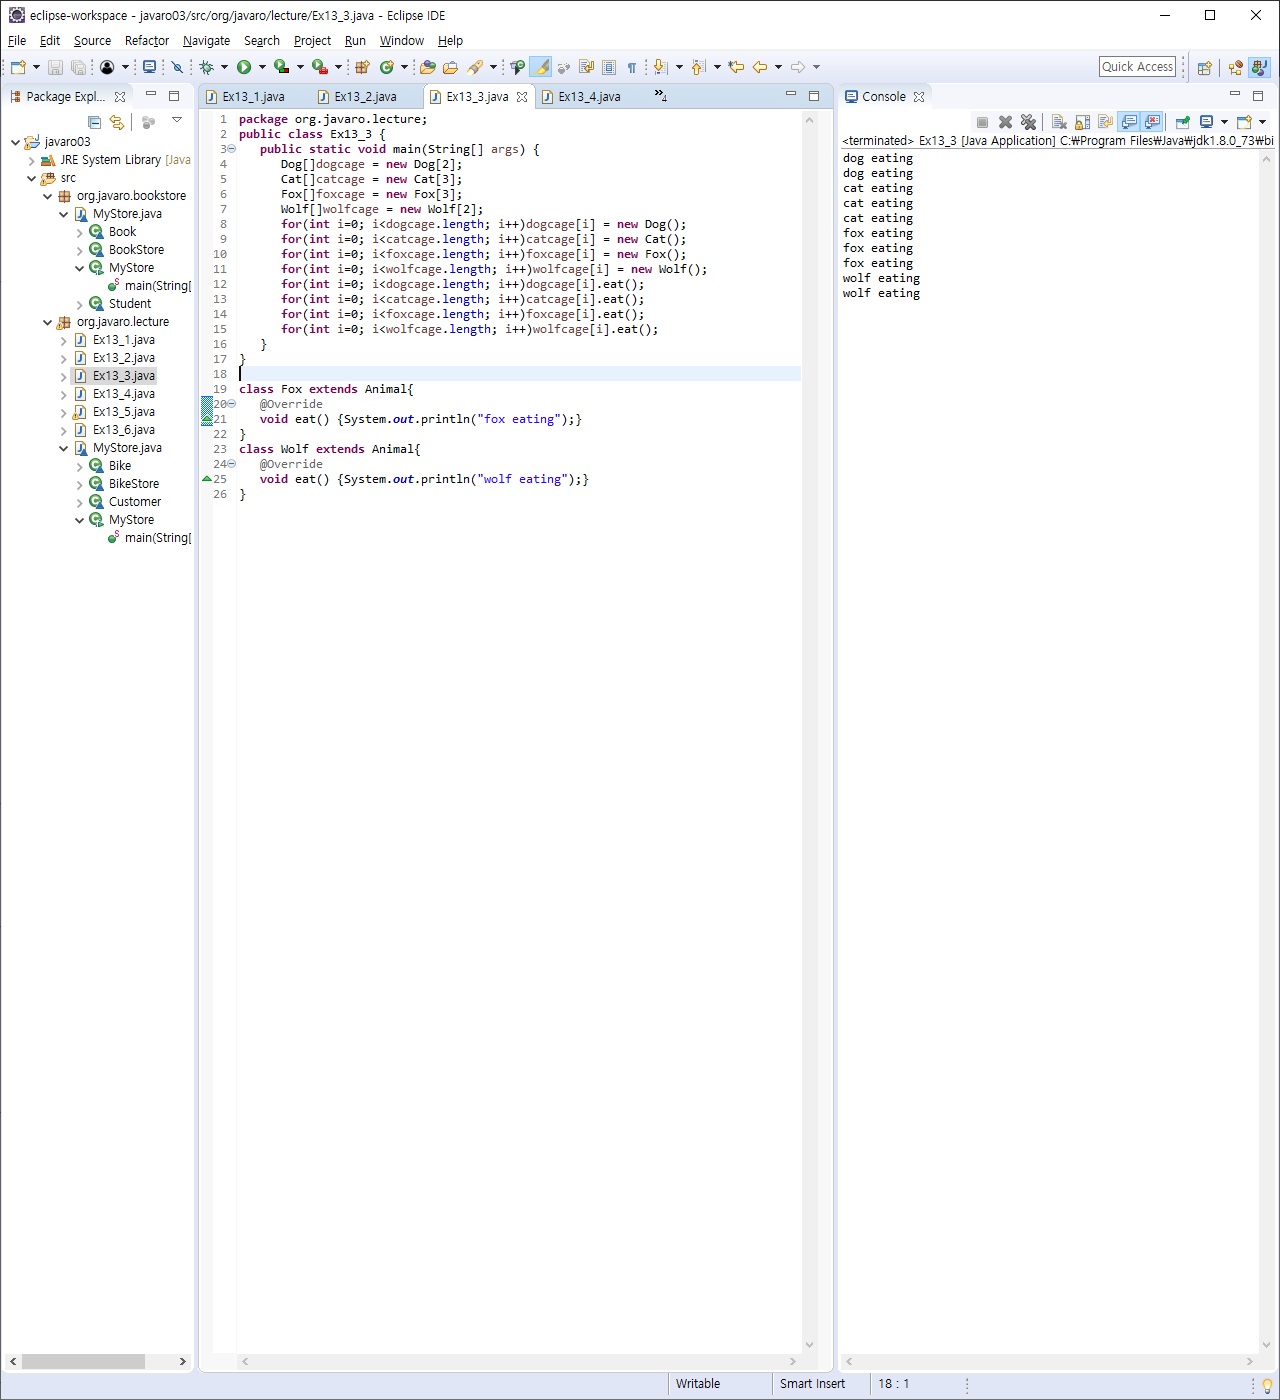 eclipse-workspace - javaro03/src/org/javaro/lecture/Ex13_3.java - Eclipse IDE
File Edit Source Refactor Navigate Search Project Run Window Help
Quick Access
Package Expl...
javaro03
JRE System Library [Java
src
org.javaro.bookstore
MyStore.java
Book
BookStore
MyStore
main(String[
Student
org.javaro.lecture
Ex13_1.java
Ex13_2.java
Ex13_3.java
Ex13_4.java
Ex13_5.java
Ex13_6.java
MyStore.java
Bike
BikeStore
Customer
MyStore
main(String[
Ex13_1.java Ex13_2.java Ex13_3.java Ex13_4.java »4
1 package org.javaro.lecture;
2 public class Ex13_3 {
3 public static void main(String[] args) {
4 Dog[]dogcage = new Dog[2];
5 Cat[]catcage = new Cat[3];
6 Fox[]foxcage = new Fox[3];
7 Wolf[]wolfcage = new Wolf[2];
8 for(int i=0; i<dogcage.length; i++)dogcage[i] = new Dog();
9 for(int i=0; i<catcage.length; i++)catcage[i] = new Cat();
10 for(int i=0; i<foxcage.length; i++)foxcage[i] = new Fox();
11 for(int i=0; i<wolfcage.length; i++)wolfcage[i] = new Wolf();
12 for(int i=0; i<dogcage.length; i++)dogcage[i].eat();
13 for(int i=0; i<catcage.length; i++)catcage[i].eat();
14 for(int i=0; i<foxcage.length; i++)foxcage[i].eat();
15 for(int i=0; i<wolfcage.length; i++)wolfcage[i].eat();
16 }
17 }
18
19 class Fox extends Animal{
20 @Override
21 void eat() {System.out.println("fox eating");}
22 }
23 class Wolf extends Animal{
24 @Override
25 void eat() {System.out.println("wolf eating");}
26 }
Console
<terminated> Ex13_3 [Java Application] C:₩Program Files₩Java₩jdk1.8.0_73₩bi
dog eating
dog eating
cat eating
cat eating
cat eating
fox eating
fox eating
fox eating
wolf eating
wolf eating
Writable Smart Insert 18 : 1